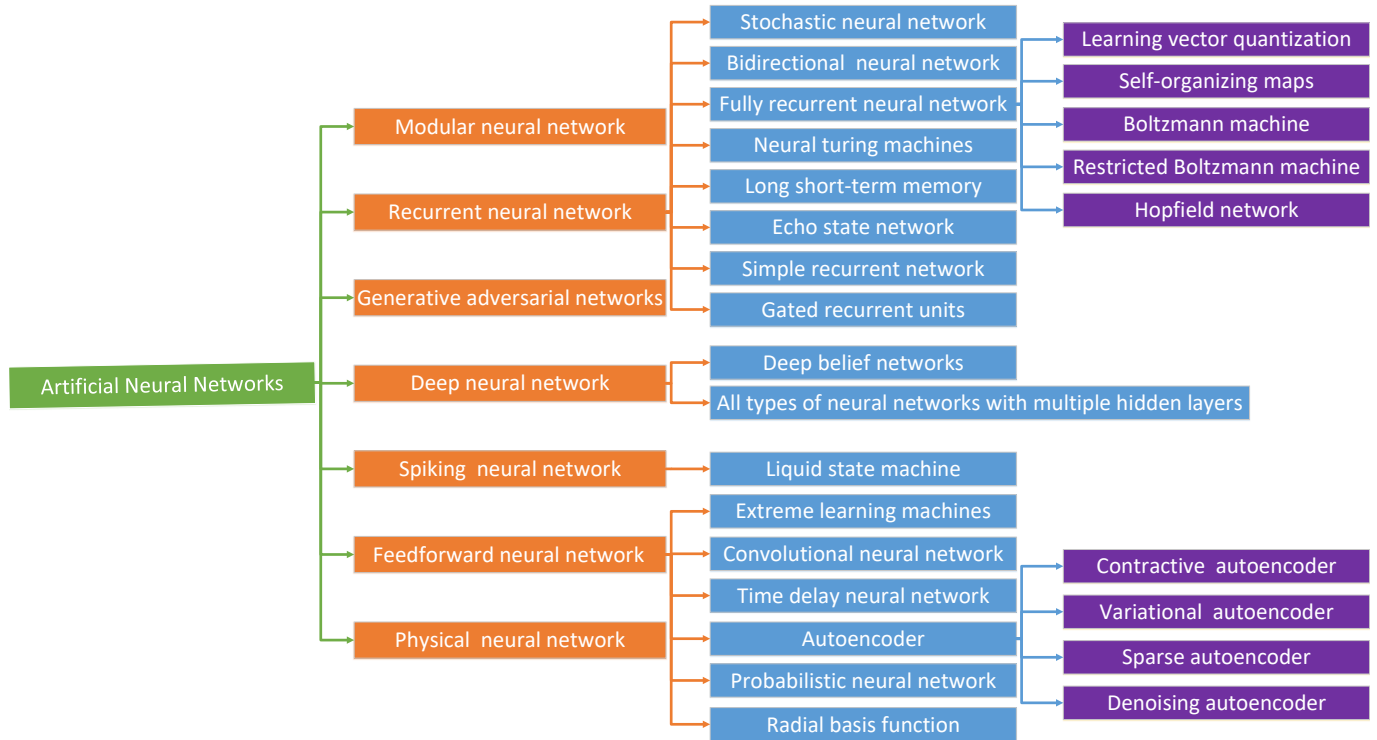 Artificial Neural Networks
Modular neural network
Recurrent neural network
Generative adversarial networks
Deep neural network
Spiking  neural network
Feedforward neural network
Physical  neural network
Stochastic neural network
Bidirectional  neural network
Fully recurrent neural network
Neural turing machines
Long short-term memory
Echo state network
Simple recurrent network
Gated recurrent units
Deep belief networks
All types of neural networks with multiple hidden layers
Liquid state machine
Extreme learning machines
Convolutional neural network
Time delay neural network
Autoencoder
Probabilistic neural network
Radial basis function
Learning vector quantization
Self-organizing maps
Boltzmann machine
Restricted Boltzmann machine
Hopfield network
Contractive  autoencoder
Variational  autoencoder
Sparse autoencoder
Denoising autoencoder